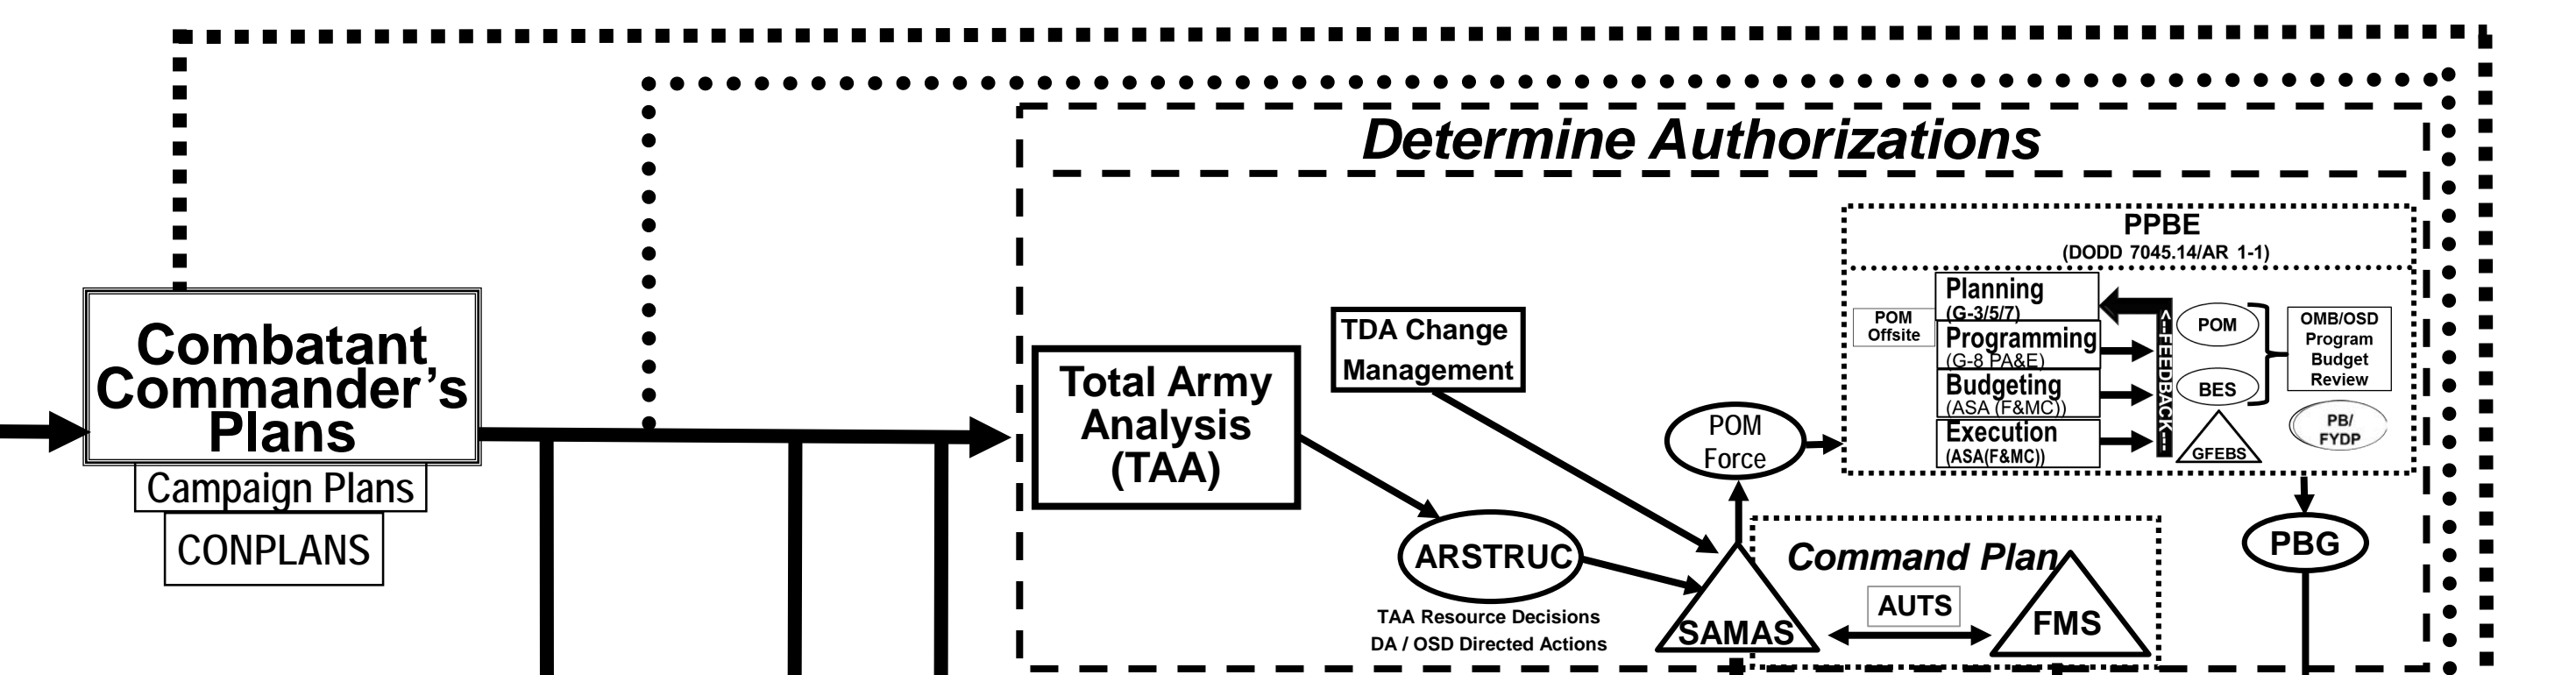 Determine Authorizations
PPBE
(DODD 7045.14/AR 1-1)
Combatant
Commander’s
Plans
Campaign Plans
CONPLANS
Total Army
Analysis
(TAA)
TDA Change
Management
ARSTRUC
TAA Resource Decisions
DA / OSD Directed Actions
POM
Force
POM
Offsite
Planning
(G-3/5/7)
Programming
(G-8 PA&E)
Budgeting
(ASA (F&MC))
Execution
(ASA(F&MC))
<--FEEDBACK---
POM
BES
GFEBS
OMB/OSD
Program
Budget
Review
PB/
FYDP
PBG
Command Plan
AUTS
SAMAS
FMS